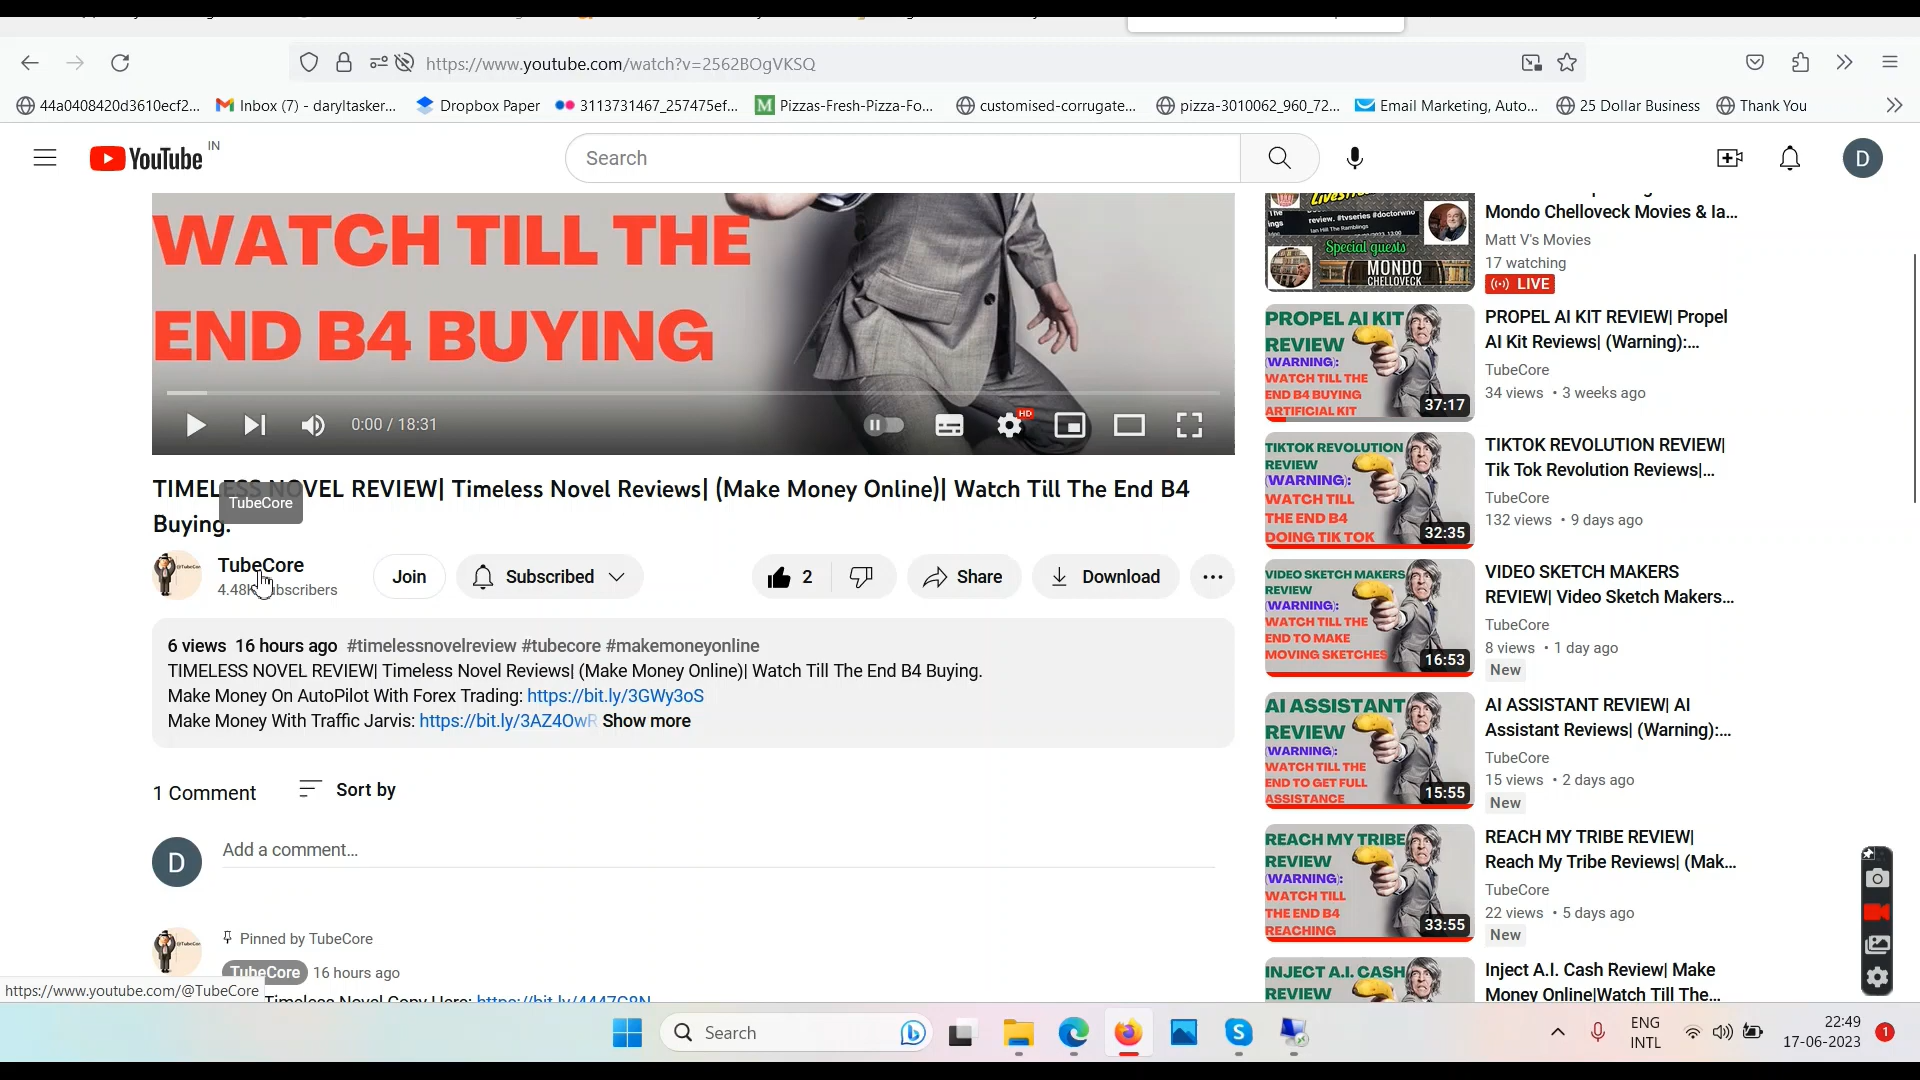 https://www.youtube.com/watch?v=2562BOgVKSQ
44a0408420d3610ecf2...
Inbox (7) - daryltasker...
Dropbox Paper
3113731467_257475ef...
Pizzas-Fresh-Pizza-Fo...
customised-corrugate...
pizza-3010062_960_72...
Email Marketing, Auto...
25 Dollar Business
Thank You
YouTube IN
Search
D
WATCH TILL THE
END B4 BUYING
0:00 / 18:31
HD
TIMELESS NOVEL REVIEW| Timeless Novel Reviews| (Make Money Online)| Watch Till The End B4
Buying.
TubeCore
TubeCore
4.48K subscribers
Join
Subscribed
2
Share
Download
6 views 16 hours ago #timelessnovelreview #tubecore #makemoneyonline
TIMELESS NOVEL REVIEW| Timeless Novel Reviews| (Make Money Online)| Watch Till The End B4 Buying.
Make Money On AutoPilot With Forex Trading: https://bit.ly/3GWy3oS
Make Money With Traffic Jarvis: https://bit.ly/3AZ4OwR Show more
1 Comment
Sort by
D
Add a comment...
Pinned by TubeCore
TubeCore 16 hours ago
Timeless Novel Copy Here:
https://www.youtube.com/@TubeCore
review. #tvseries #doctorwho
Ian Hill The Ramblings
Special guests
MONDO
CHELLOVECK
Mondo Chelloveck Movies & Ia...
Matt V's Movies
17 watching
LIVE
PROPEL AI KIT
REVIEW
(WARNING):
WATCH TILL THE
END B4 BUYING
ARTIFICIAL KIT
37:17
PROPEL AI KIT REVIEW| Propel
AI Kit Reviews| (Warning):...
TubeCore
34 views • 3 weeks ago
TIKTOK REVOLUTION
REVIEW
(WARNING):
WATCH TILL
THE END B4
DOING TIK TOK
32:35
TIKTOK REVOLUTION REVIEW|
Tik Tok Revolution Reviews|...
TubeCore
132 views • 9 days ago
VIDEO SKETCH MAKERS
REVIEW
(WARNING):
WATCH TILL THE
END TO MAKE
MOVING SKETCHES
16:53
VIDEO SKETCH MAKERS
REVIEW| Video Sketch Makers...
TubeCore
8 views • 1 day ago
New
AI ASSISTANT
REVIEW
(WARNING):
WATCH TILL THE
END TO GET FULL
ASSISTANCE
15:55
AI ASSISTANT REVIEW| AI
Assistant Reviews| (Warning):...
TubeCore
15 views • 2 days ago
New
REACH MY TRIBE
REVIEW
(WARNING):
WATCH TILL
THE END B4
REACHING
33:55
REACH MY TRIBE REVIEW|
Reach My Tribe Reviews| (Mak...
TubeCore
22 views • 5 days ago
New
INJECT A.I. CASH
REVIEW
Inject A.I. Cash Review| Make
Money Online|Watch Till The...
Search
ENG
INTL
22:49
17-06-2023
1